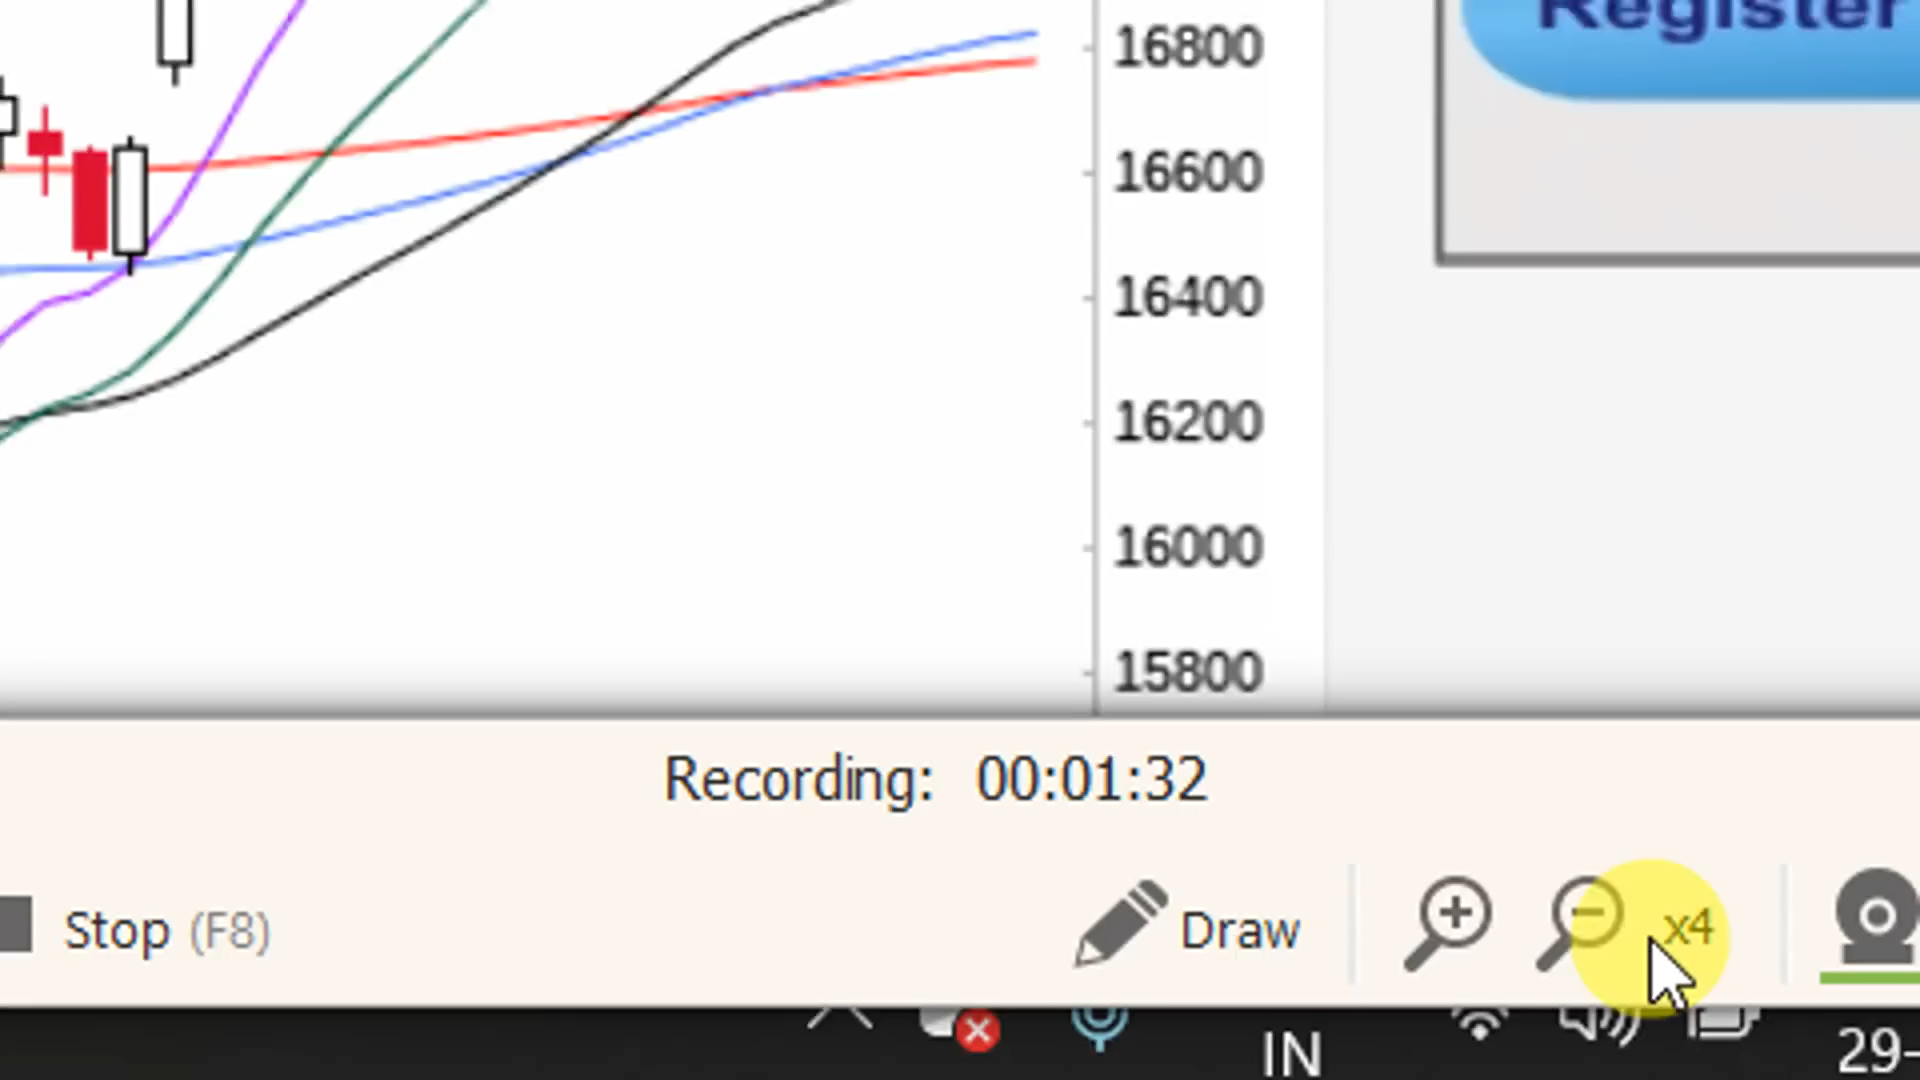 Register
16800
16600
16400
16200
16000
15800
Recording: 00:01:32
Stop (F8)
Draw
x4
IN
29-